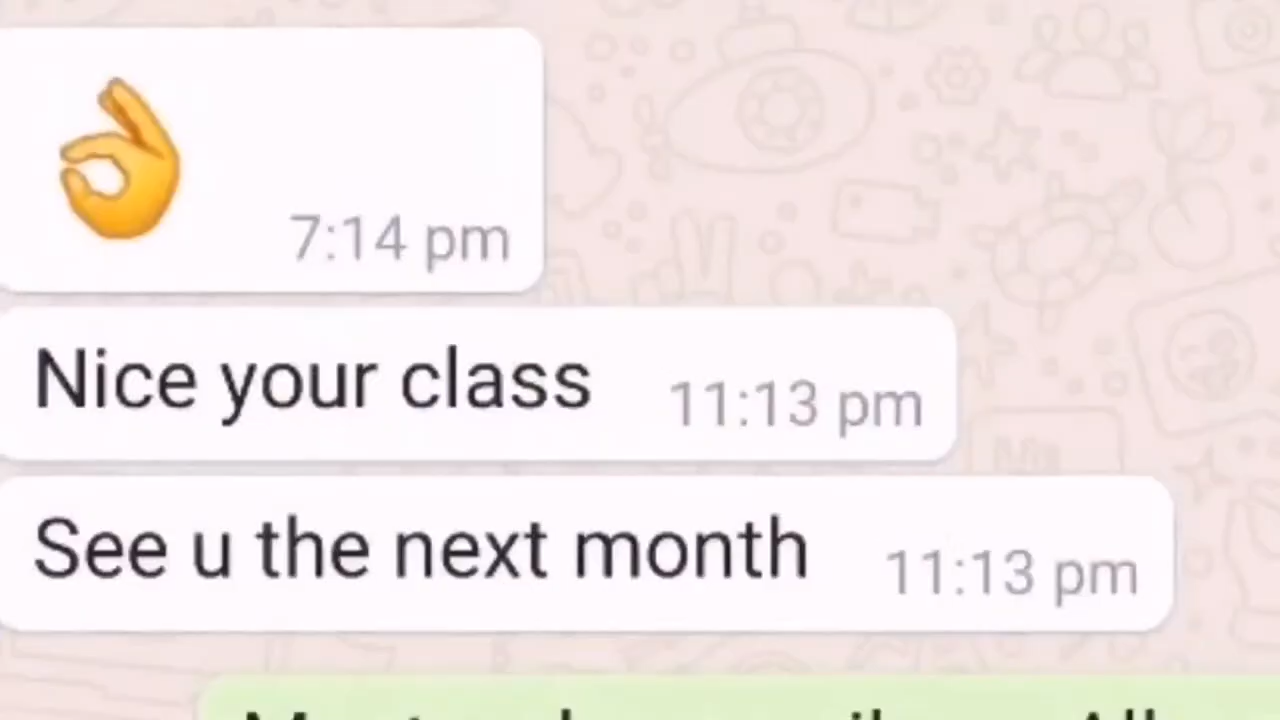 👌
7:14 pm
Nice your class 11:13 pm
See u the next month 11:13 pm